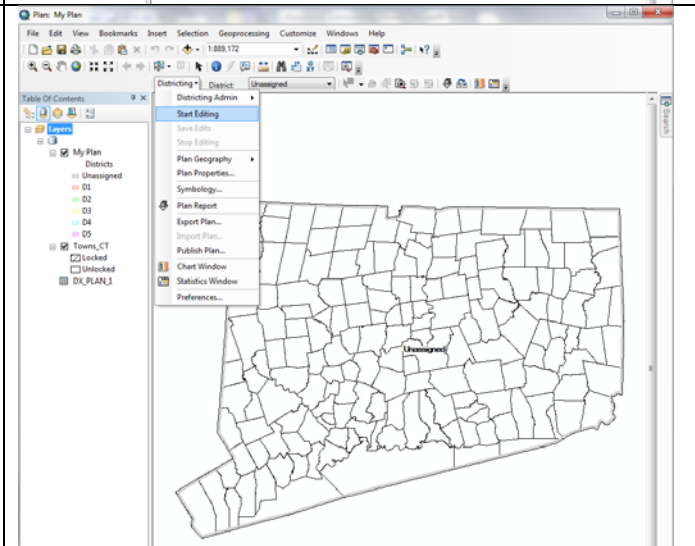 Plan: My Plan
File Edit View Bookmarks Insert Selection Geoprocessing Customize Windows Help
1:889,172
Districting District: Unassigned
Table Of Contents
Layers
My Plan
Districts
Unassigned
D1
D2
D3
D4
D5
Towns_CT
Locked
Unlocked
DX_PLAN_1
Districting Admin
Start Editing
Save Edits
Stop Editing
Plan Geography
Plan Properties...
Symbology...
Plan Report
Export Plan...
Import Plan...
Publish Plan...
Chart Window
Statistics Window
Preferences...
Unassigned
Search